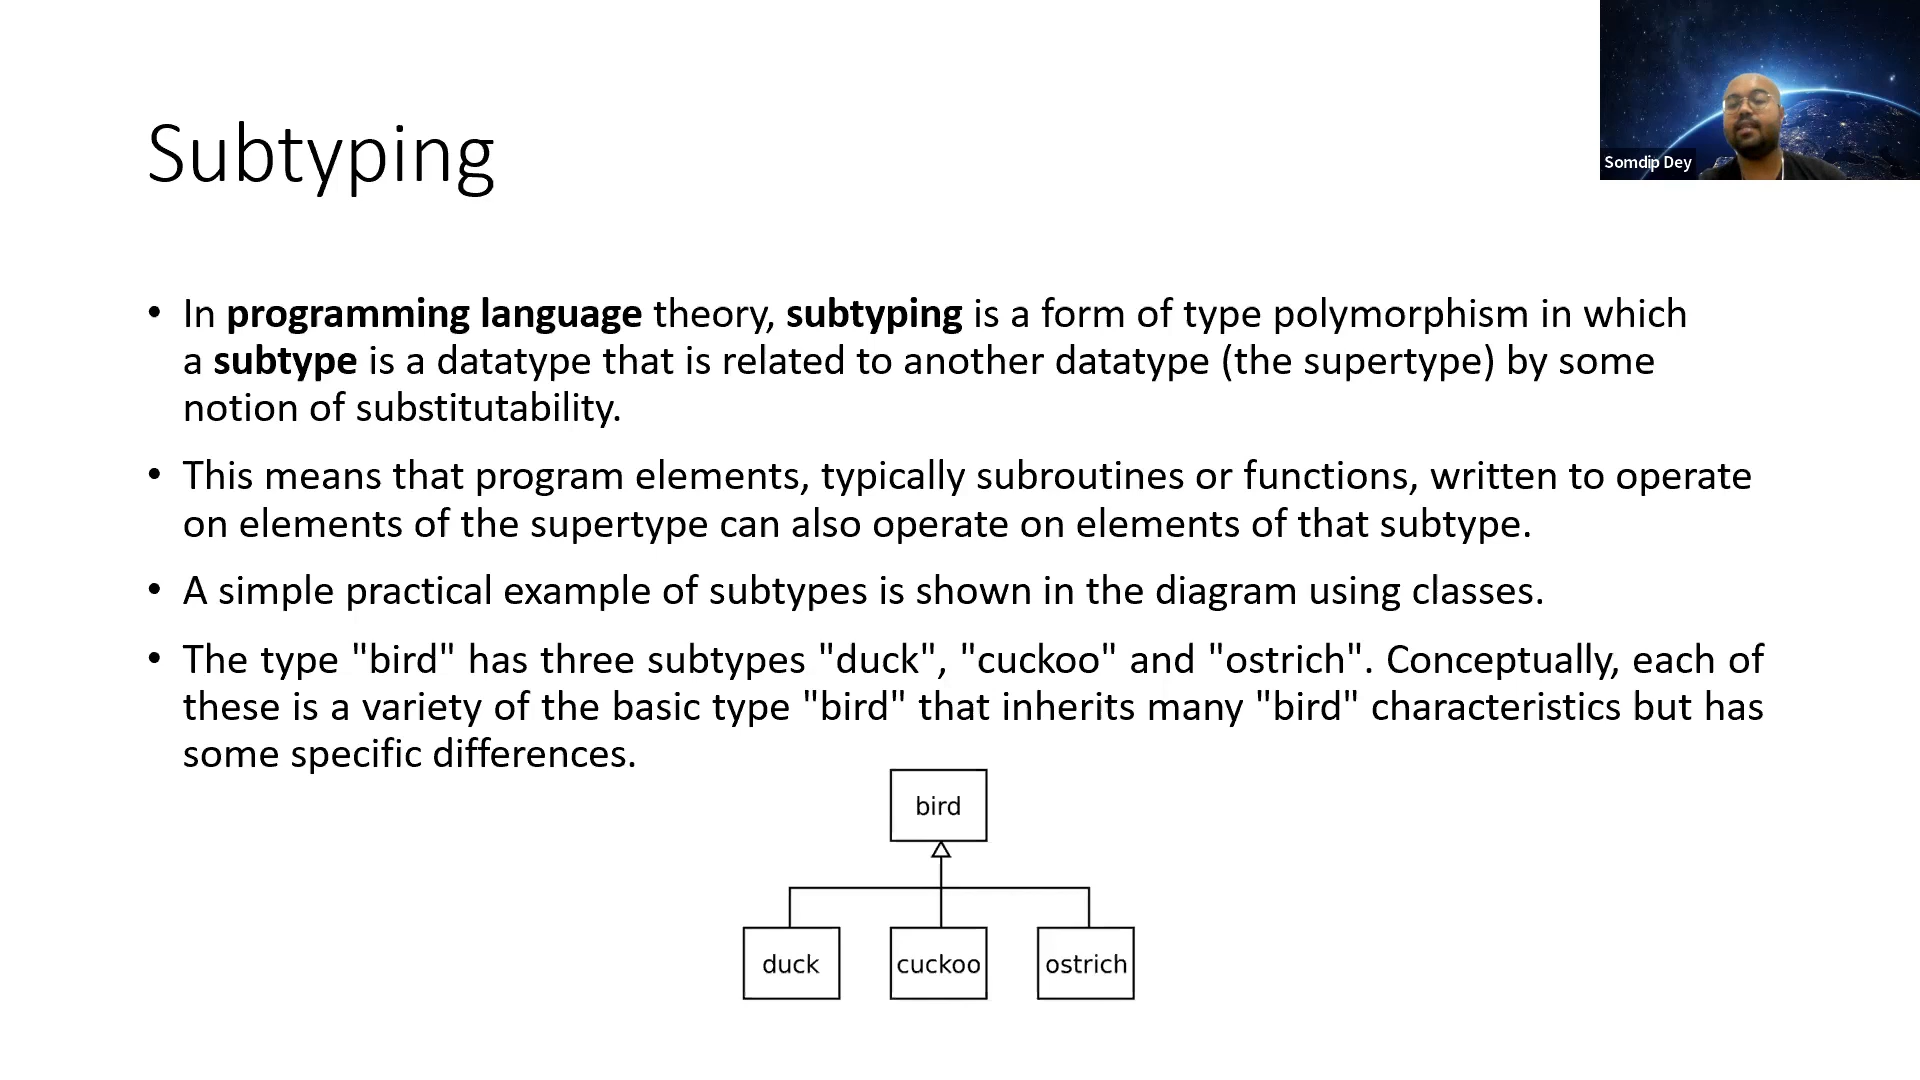 Somdip Dey
Subtyping
• In programming language theory, subtyping is a form of type polymorphism in which
a subtype is a datatype that is related to another datatype (the supertype) by some
notion of substitutability.
• This means that program elements, typically subroutines or functions, written to operate
on elements of the supertype can also operate on elements of that subtype.
• A simple practical example of subtypes is shown in the diagram using classes.
• The type "bird" has three subtypes "duck", "cuckoo" and "ostrich". Conceptually, each of
these is a variety of the basic type "bird" that inherits many "bird" characteristics but has
some specific differences.
bird
duck
cuckoo
ostrich